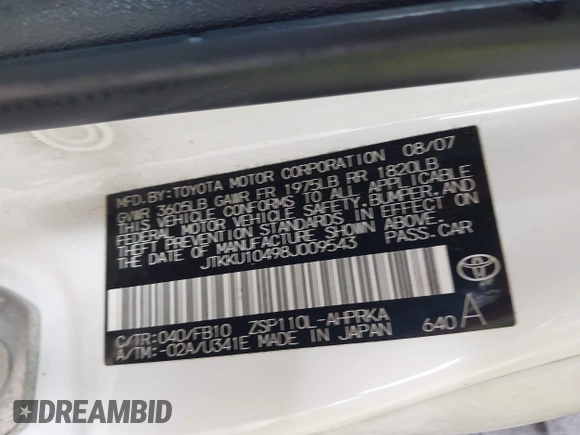 MFD. BY: TOYOTA MOTOR CORPORATION 08/07
GVWR 3605LB GAWR FR 1975LB RR 1820LB
THIS VEHICLE CONFORMS TO ALL APPLICABLE
FEDERAL MOTOR VEHICLE SAFETY, BUMPER, AND
THEFT PREVENTION STANDARDS IN EFFECT ON
THE DATE OF MANUFACTURE SHOWN ABOVE.
JTKKU10498J009543 PASS. CAR
C/TR: 040/FB10 ZSP110L-AHPRKA
A/TM: -02A/U341E MADE IN JAPAN 640 A
TOYOTA
DREAMBID